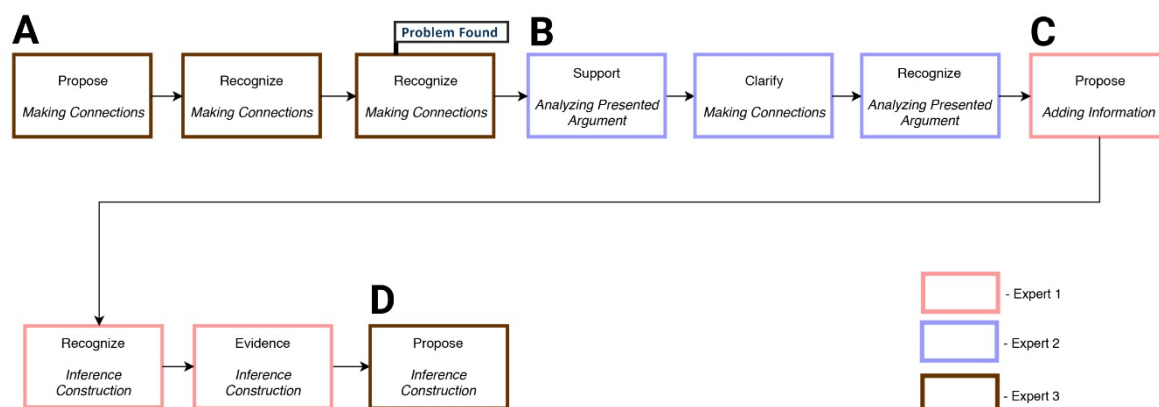 A
Problem Found
B
C
Propose
Making Connections
Recognize
Making Connections
Recognize
Making Connections
Support
Analyzing Presented
Argument
Clarify
Making Connections
Recognize
Analyzing Presented
Argument
Propose
Adding Information
D
Recognize
Inference
Construction
Evidence
Inference
Construction
Propose
Inference
Construction
- Expert 1
- Expert 2
- Expert 3